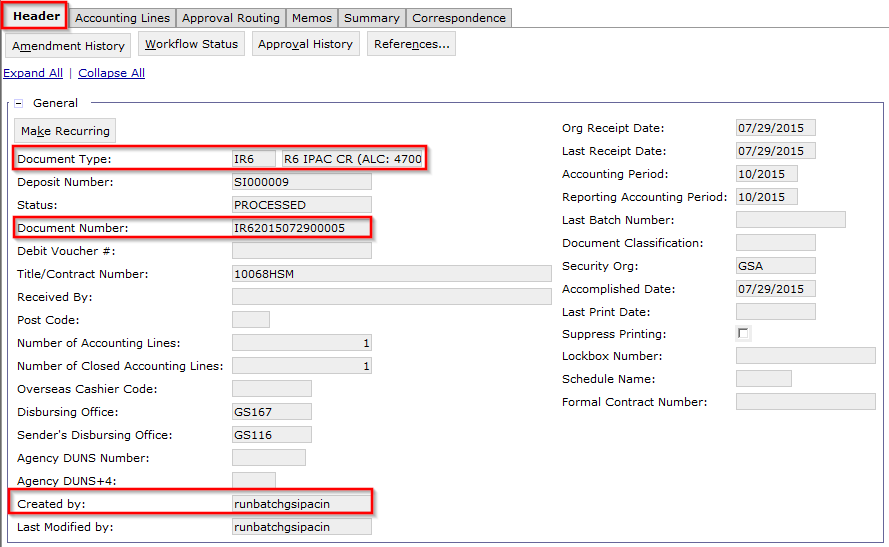 Header Accounting Lines Approval Routing Memos Summary Correspondence
Amendment History Workflow Status Approval History References...
Expand All | Collapse All
General
Make Recurring
Document Type: IR6 R6 IPAC CR (ALC: 4700
Deposit Number: SI000009
Status: PROCESSED
Document Number: IR62015072900005
Debit Voucher #:
Title/Contract Number: 10068HSM
Received By:
Post Code:
Number of Accounting Lines: 1
Number of Closed Accounting Lines: 1
Overseas Cashier Code:
Disbursing Office: GS167
Sender's Disbursing Office: GS116
Agency DUNS Number:
Agency DUNS+4:
Created by: runbatchgsipacin
Last Modified by: runbatchgsipacin
Org Receipt Date: 07/29/2015
Last Receipt Date: 07/29/2015
Accounting Period: 10/2015
Reporting Accounting Period: 10/2015
Last Batch Number:
Document Classification:
Security Org: GSA
Accomplished Date: 07/29/2015
Last Print Date:
Suppress Printing:
Lockbox Number:
Schedule Name:
Formal Contract Number: